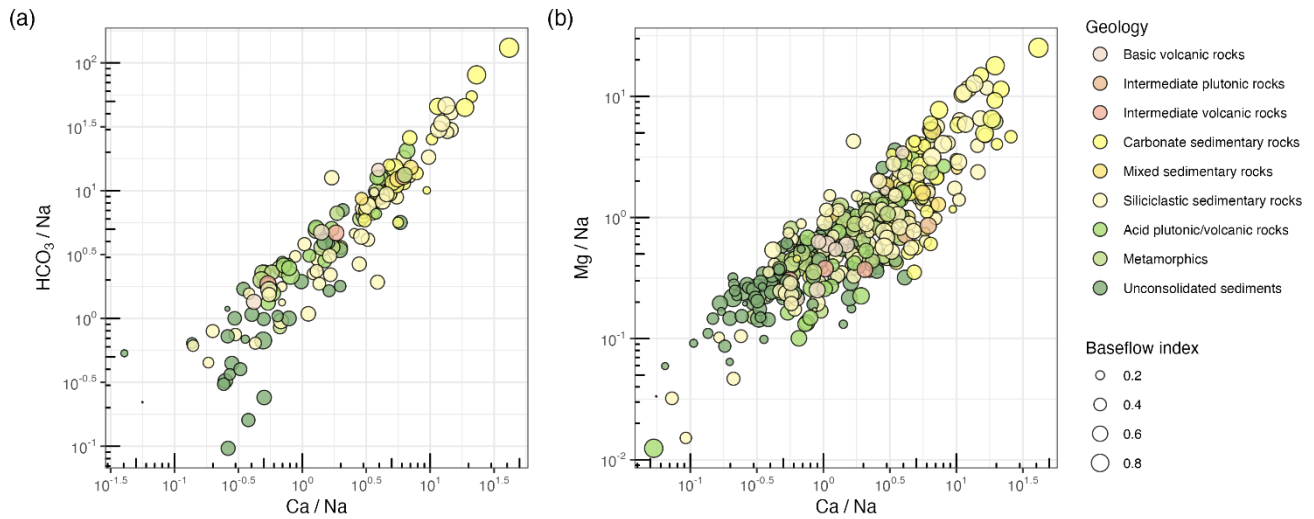 (a)
10^2
10^1.5
10^1
10^0.5
10^0
10^-0.5
10^-1
HCO3 / Na
10^-1.5
10^-1
10^-0.5
10^0
10^0.5
10^1
10^1.5
Ca / Na
(b)
10^1
10^0
10^-1
10^-2
Mg / Na
10^-1
10^-0.5
10^0
10^0.5
10^1
10^1.5
Ca / Na
Geology
Basic volcanic rocks
Intermediate plutonic rocks
Intermediate volcanic rocks
Carbonate sedimentary rocks
Mixed sedimentary rocks
Siliciclastic sedimentary rocks
Acid plutonic/volcanic rocks
Metamorphics
Unconsolidated sediments
Baseflow index
0.2
0.4
0.6
0.8